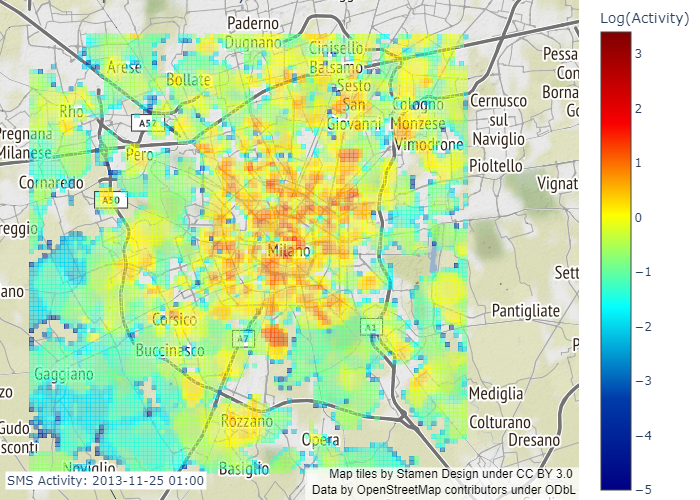 Log(Activity)
Paderno
Dugnano
Cinisello
Balsamo
Arese
Bollate
Sesto
San
Giovanni
Cologno
Monzese
Cernusco
sul
Naviglio
Pessa
Con
Borna
Go
Rho
A52
Pregnana
Milanese
Pero
Vimodrone
Pioltello
Cornaredo
A50
Vignat
reggio
Milano
Sett
ano
Pantigliate
Corsico
A7
A1
Buccinasco
P
Gaggiano
zo
Mediglia
Rozzano
Colturano
Gudo
sconti
Opera
Dresano
Noviglio
Basiglio
3
2
1
0
−1
−2
−3
−4
−5
SMS Activity: 2013-11-25 01:00
Map tiles by Stamen Design under CC BY 3.0
Data by OpenStreetMap contributors under ODbL